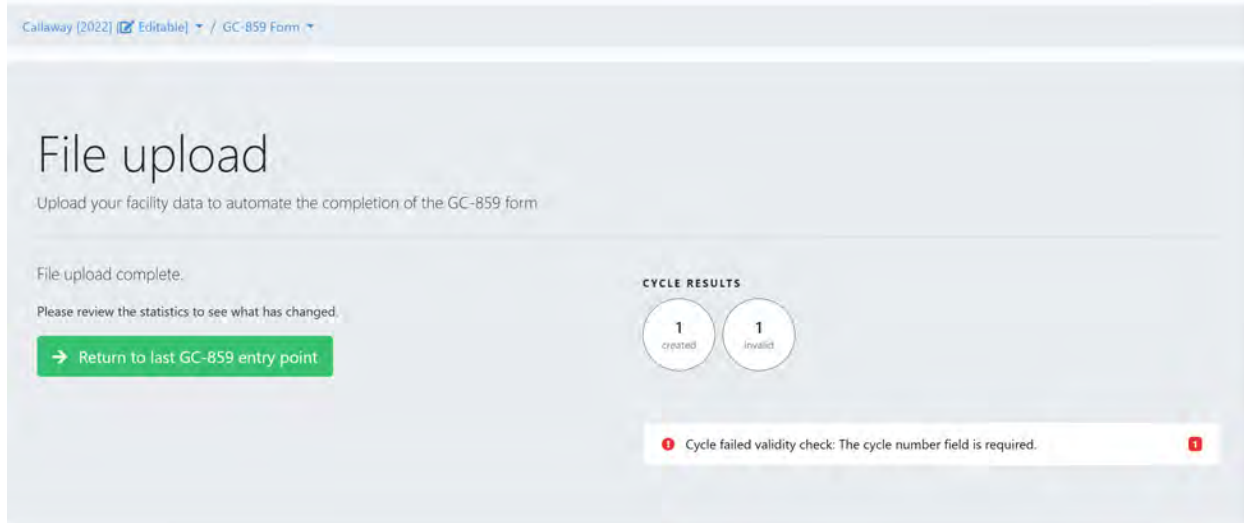 Callaway [2022] [Editable] / GC-859 Form
File upload
Upload your facility data to automate the completion of the GC-859 form
File upload complete.
Please review the statistics to see what has changed.
Return to last GC-859 entry point
CYCLE RESULTS
1 1
created invalid
Cycle failed validity check: The cycle number field is required. 1